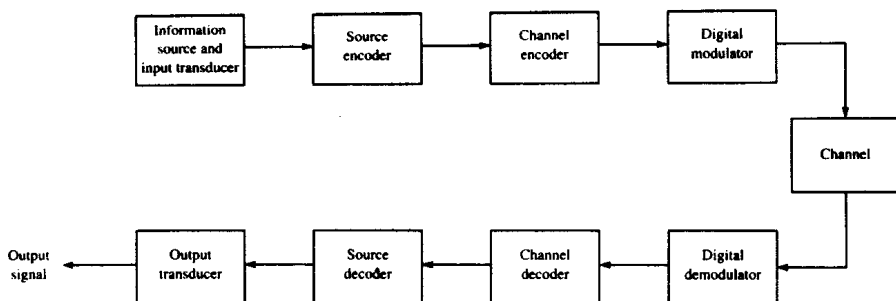 Information
source and
input transducer
Source
encoder
Channel
encoder
Digital
modulator
Channel
Output
signal
Output
transducer
Source
decoder
Channel
decoder
Digital
demodulator